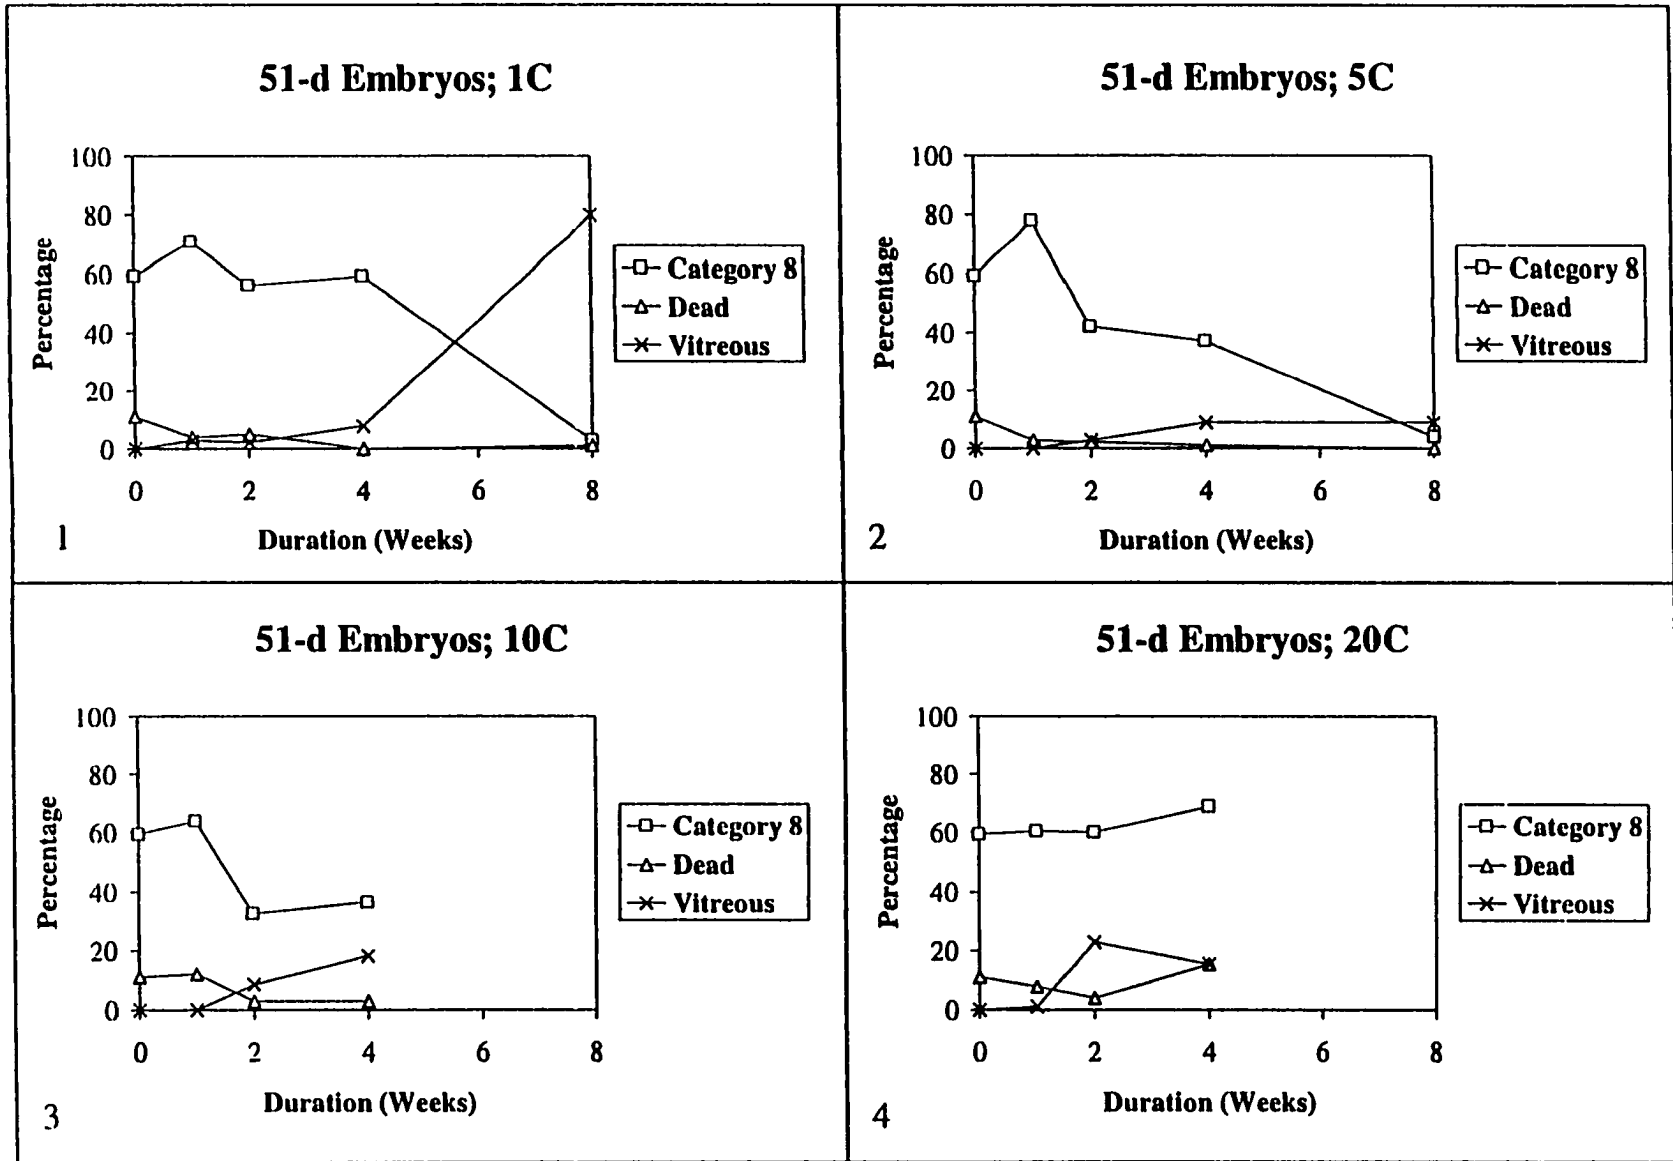 51-d Embryos; 1C
100
80
60
40
20
0
Percentage
0 2 4 6 8
Duration (Weeks)
Category 8
Dead
Vitreous
1
51-d Embryos; 5C
100
80
60
40
20
0
Percentage
0 2 4 6 8
Duration (Weeks)
Category 8
Dead
Vitreous
2
51-d Embryos; 10C
100
80
60
40
20
0
Percentage
0 2 4 6 8
Duration (Weeks)
Category 8
Dead
Vitreous
3
51-d Embryos; 20C
100
80
60
40
20
0
Percentage
0 2 4 6 8
Duration (Weeks)
Category 8
Dead
Vitreous
4